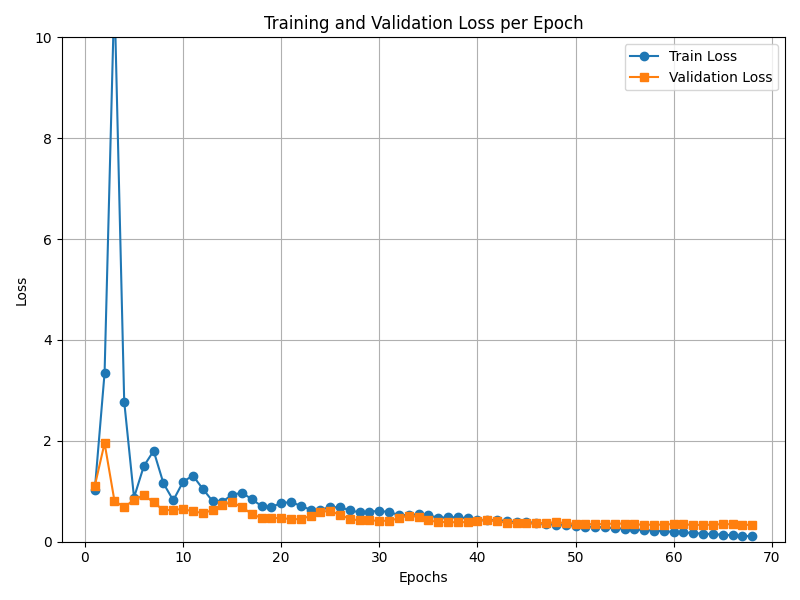 Training and Validation Loss per Epoch
Train Loss
Validation Loss
10
8
6
4
2
0
Loss
0 10 20 30 40 50 60 70
Epochs